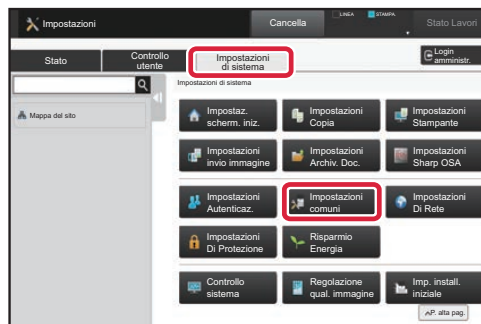 Impostazioni
Cancella
LINEA
STAMPA
Stato Lavori
Stato
Controllo
utente
Impostazioni
di sistema
Login
amministr.
Impostazioni di sistema
Mappa del sito
Impostaz.
scherm. iniz.
Impostazioni
Copia
Impostazioni
Stampante
Impostazioni
invio immagine
Impostazioni
Archiv. Doc.
Impostazioni
Sharp OSA
Impostazioni
Autenticaz.
Impostazioni
comuni
Impostazioni
Di Rete
Impostazioni
Di Protezione
Risparmio
Energia
Controllo
sistema
Regolazione
qual. immagine
Imp. install.
iniziale
P. alta pag.